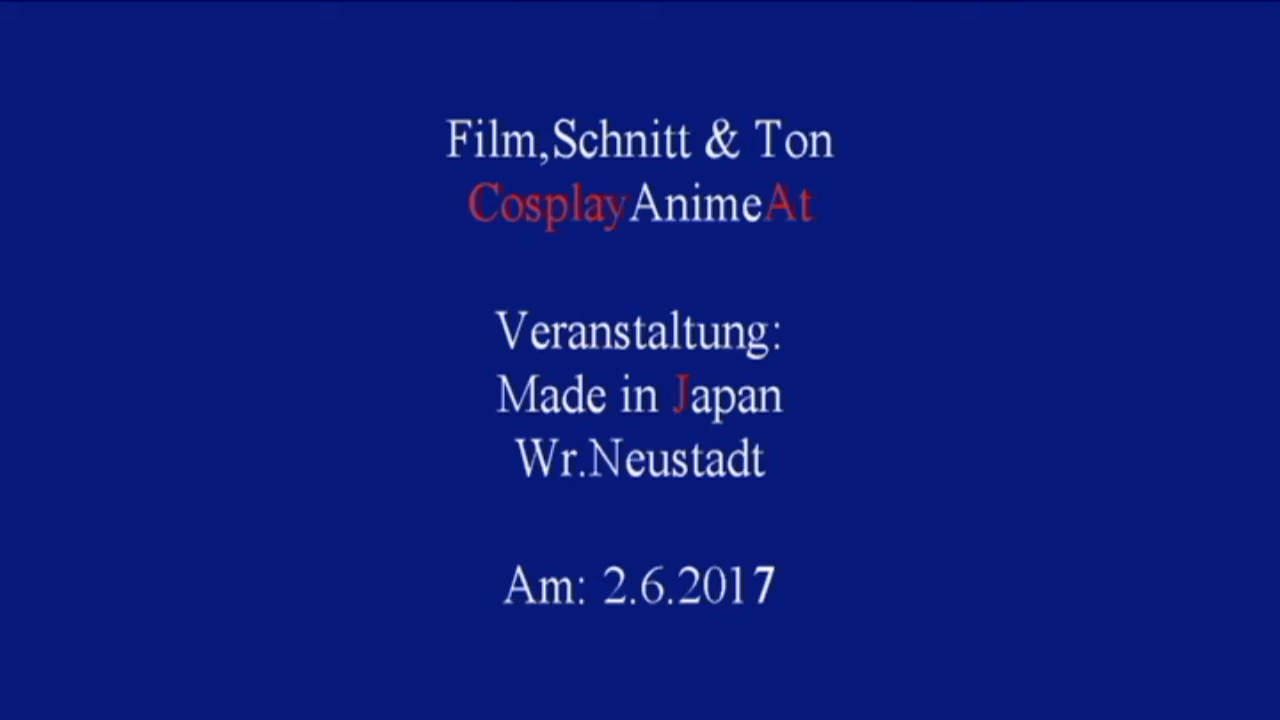 Film,Schnitt & Ton
CosplayAnimeAt
Veranstaltung:
Made in Japan
Wr.Neustadt
Am: 2.6.2017